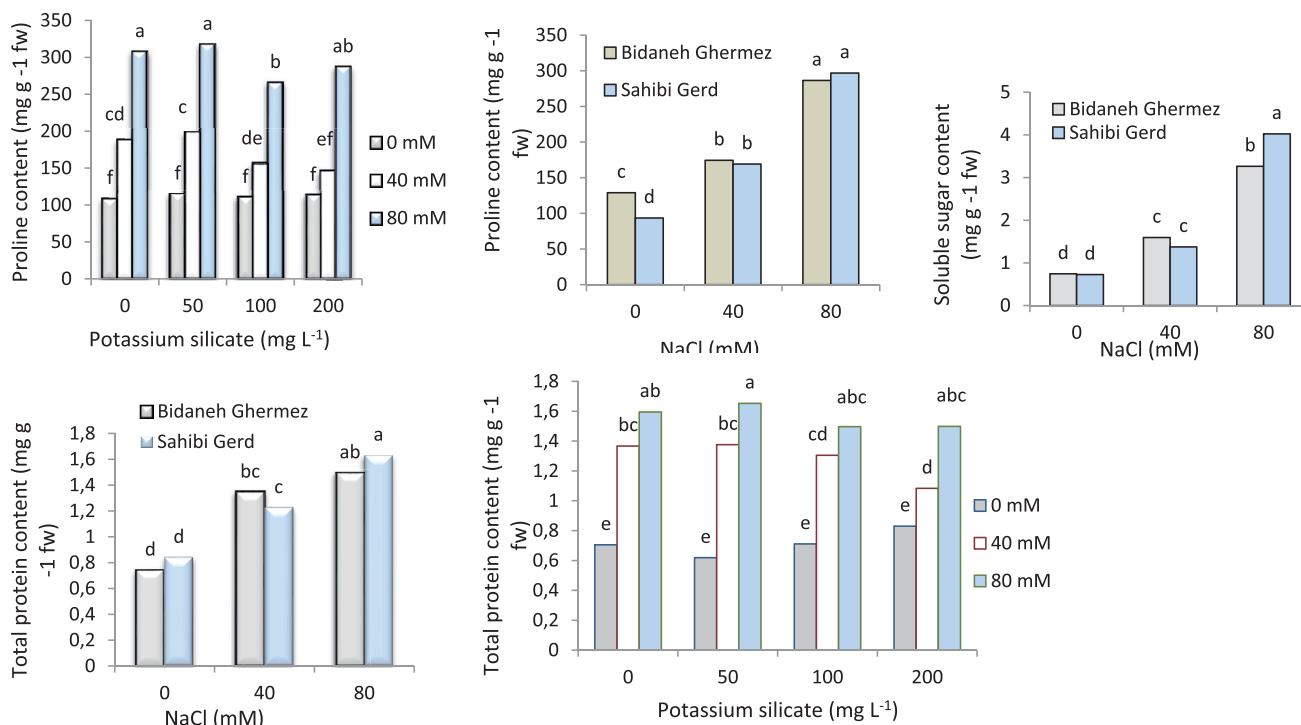 Proline content (mg g -1 fw)
350
300
250
200
150
100
50
0
a
a
b
ab
cd
c
de
ef
f
f
f
f
0
50
100
200
Potassium silicate (mg L-1)
0 mM
40 mM
80 mM
Proline content (mg g -1
fw)
350
300
250
200
150
100
50
0
Bidaneh Ghermez
Sahibi Gerd
c
d
b
b
a
a
0
40
80
NaCl (mM)
Soluble sugar content
(mg g -1 fw)
5
4
3
2
1
0
Bidaneh Ghermez
Sahibi Gerd
d
d
c
c
b
a
0
40
80
NaCl (mM)
Total protein content (mg g
-1 fw)
1,8
1,6
1,4
1,2
1
0,8
0,6
0,4
0,2
0
Bidaneh Ghermez
Sahibi Gerd
d
d
bc
c
ab
a
0
40
80
NaCl (mM)
Total protein content (mg g -1
fw)
1,8
1,6
1,4
1,2
1
0,8
0,6
0,4
0,2
0
e
bc
ab
e
bc
a
e
cd
abc
e
d
abc
0
50
100
200
Potassium silicate (mg L-1)
0 mM
40 mM
80 mM